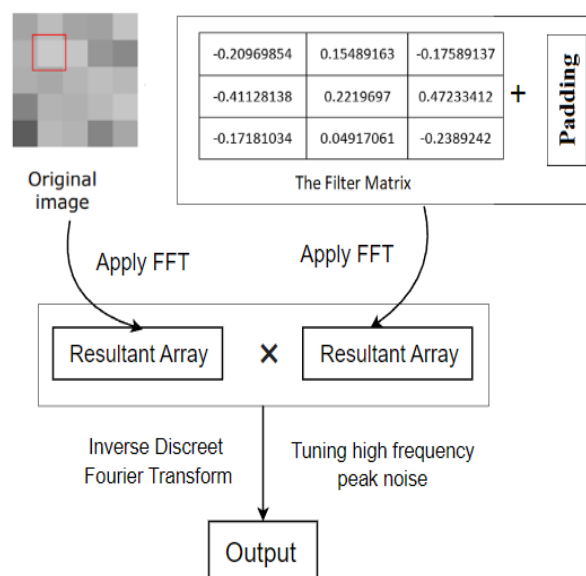 -0.20969854 0.15489163 -0.17589137
-0.41128138 0.2219697 0.47233412
-0.17181034 0.04917061 -0.2389242
+
Padding
The Filter Matrix
Original
image
Apply FFT
Apply FFT
Resultant Array × Resultant Array
Inverse Discreet
Fourier Transform
Tuning high frequency
peak noise
Output